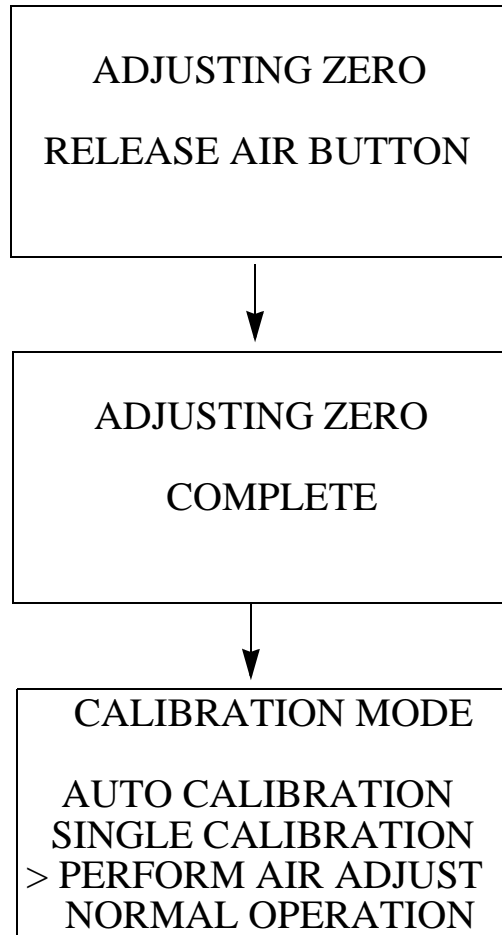 ADJUSTING ZERO
RELEASE AIR BUTTON
ADJUSTING ZERO
COMPLETE
CALIBRATION MODE
AUTO CALIBRATION
SINGLE CALIBRATION
> PERFORM AIR ADJUST
NORMAL OPERATION